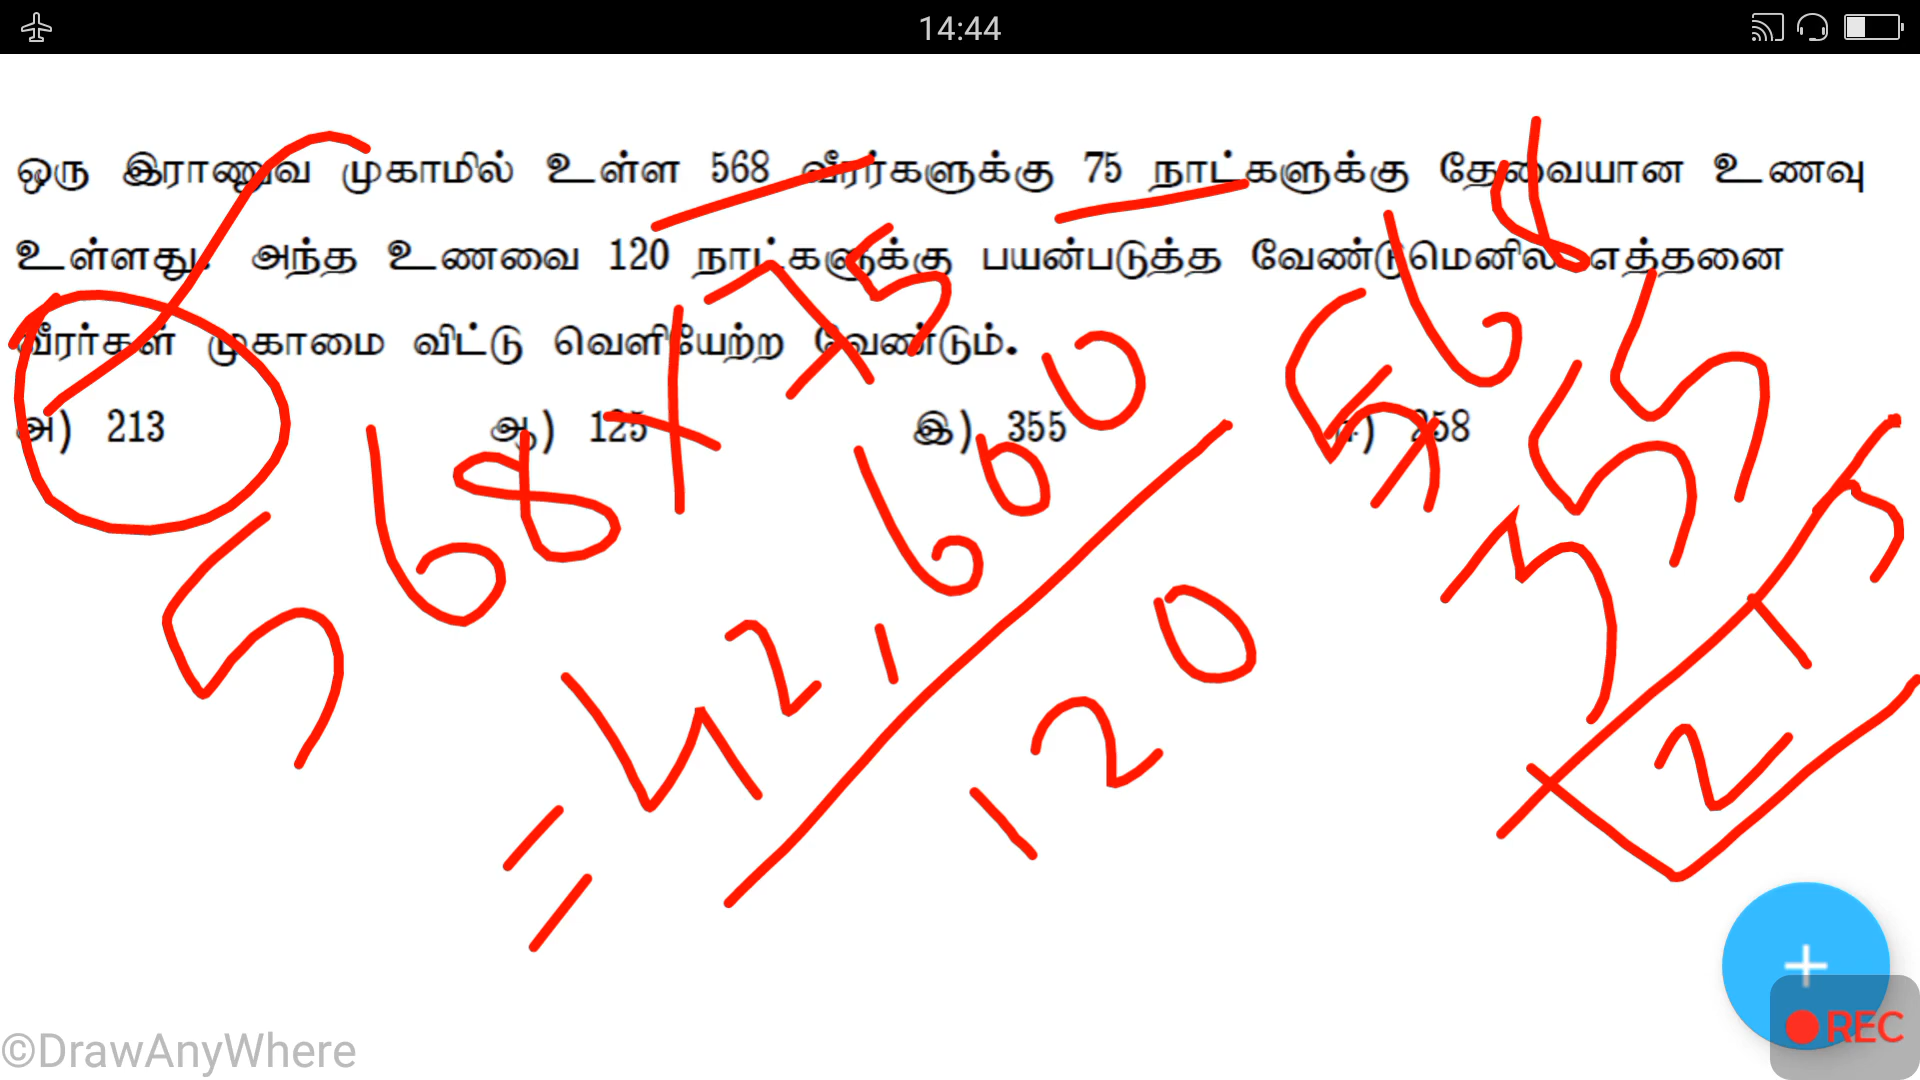 14:44
ஒரு இராணுவ முகாமில் உள்ள 568 வீரர்களுக்கு 75 நாட்களுக்கு தேவையான உணவு
உள்ளது. அந்த உணவை 120 நாட்களுக்கு பயன்படுத்த வேண்டுமெனில் எத்தனை
வீரர்கள் முகாமை விட்டு வெளியேற்ற வேண்டும்.
அ) 213 ஆ) 125 இ) 355 ஈ) 258
568 x 75
= 42,600
120
568
355
213
REC
©DrawAnyWhere